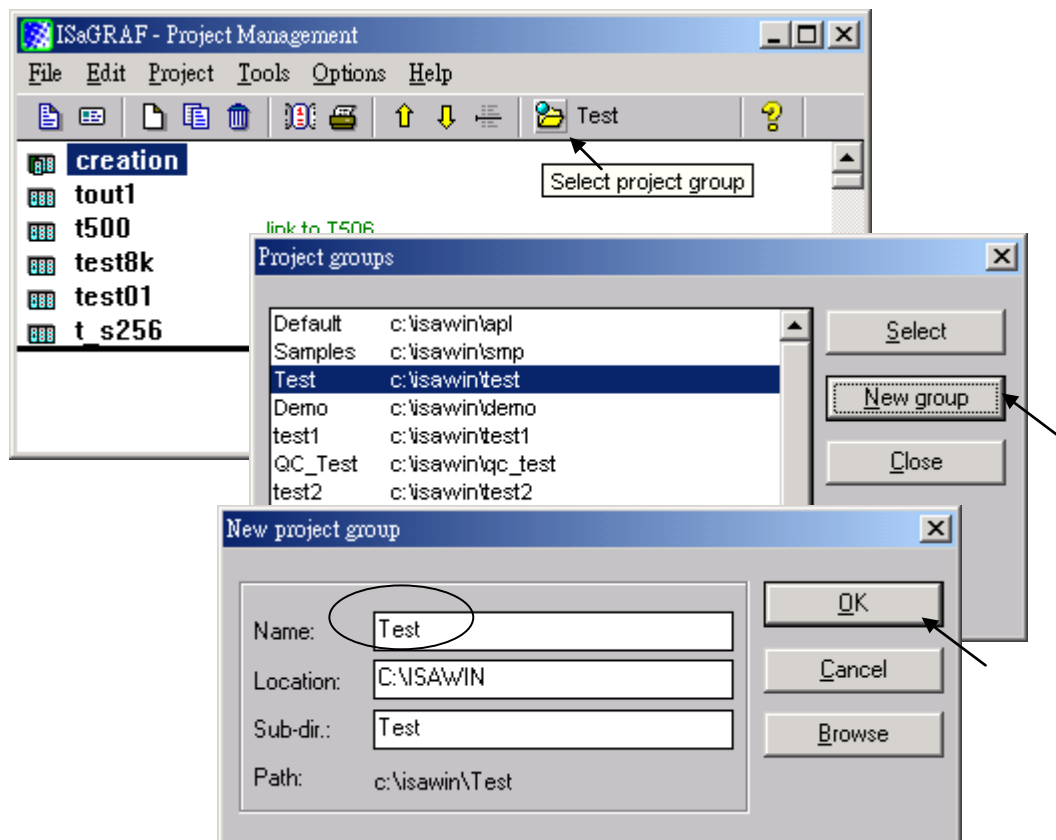 ISaGRAF - Project Management
File Edit Project Tools Options Help
Test
Select project group
creation
tout1
t500 link to T506
test8k
test01
t_s256
Project groups
Default c:\isawin\apl
Samples c:\isawin\smp
Test c:\isawin\test
Demo c:\isawin\demo
test1 c:\isawin\test1
QC_Test c:\isawin\qc_test
test2 c:\isawin\test2
Select
New group
Close
New project group
Name: Test
Location: C:\ISAWIN
Sub-dir.: Test
Path: c:\isawin\Test
OK
Cancel
Browse